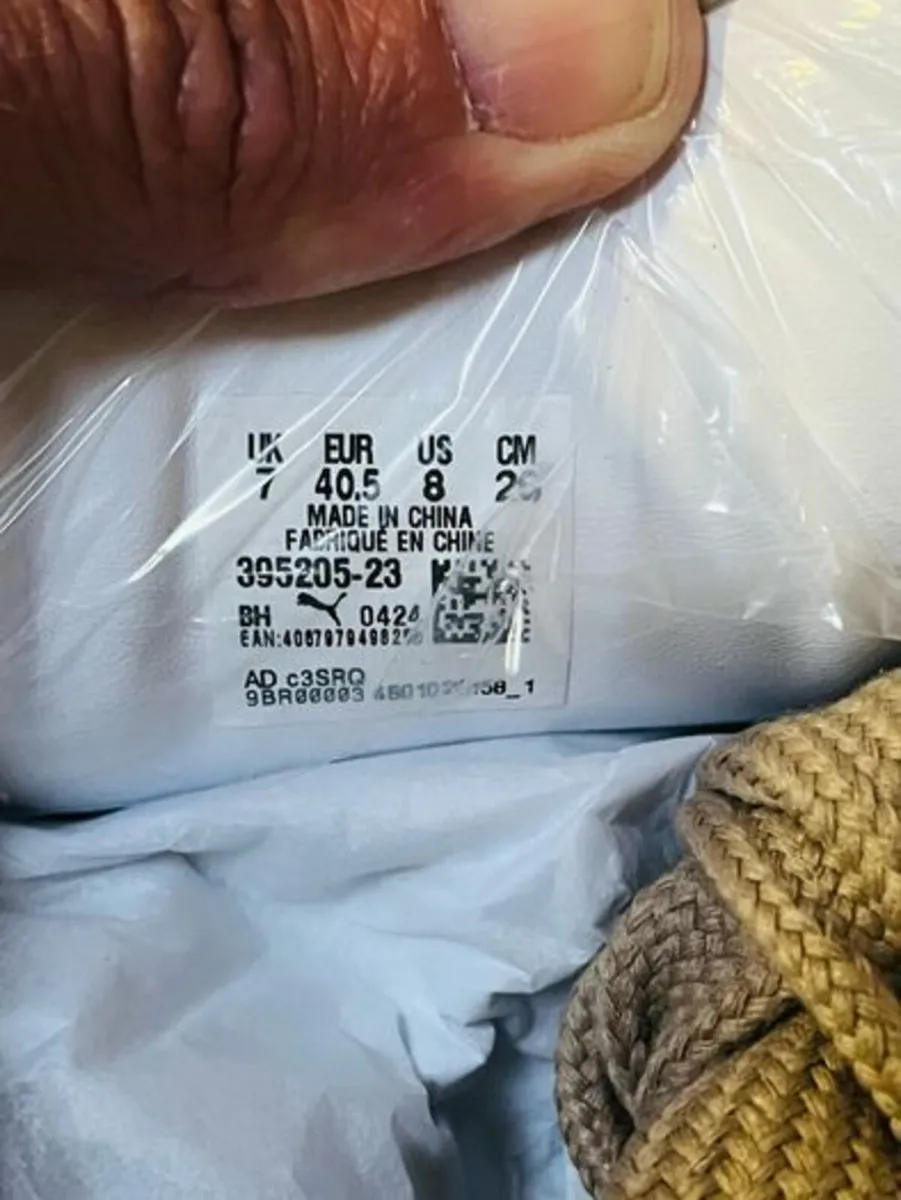 UK EUR US CM
7 40.5 8
MADE IN CHINA
FABRIQUÉ EN CHINE
395205-23
BH 0424
AD c3SRQ
9BR00003